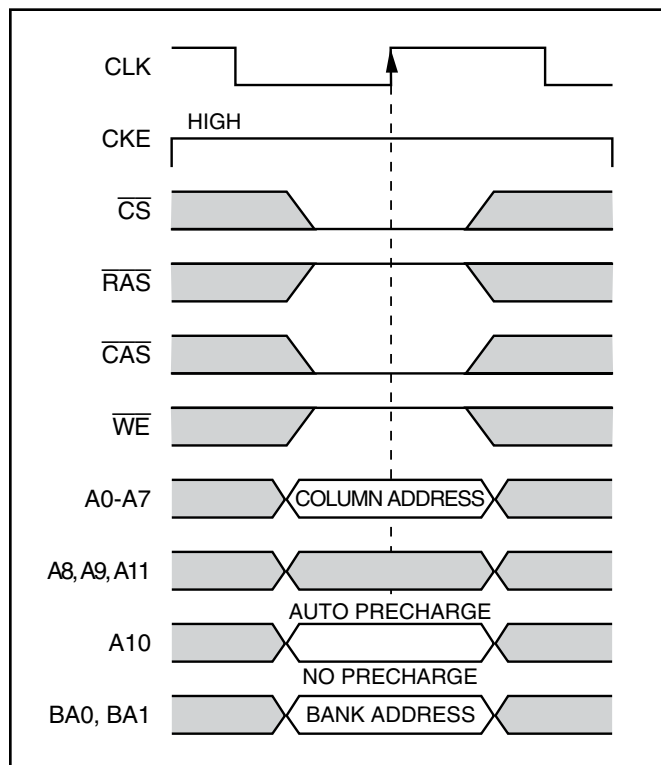 CLK
HIGH
CKE
CS
RAS
CAS
WE
A0-A7 COLUMN ADDRESS
A8, A9, A11
AUTO PRECHARGE
A10
NO PRECHARGE
BA0, BA1 BANK ADDRESS